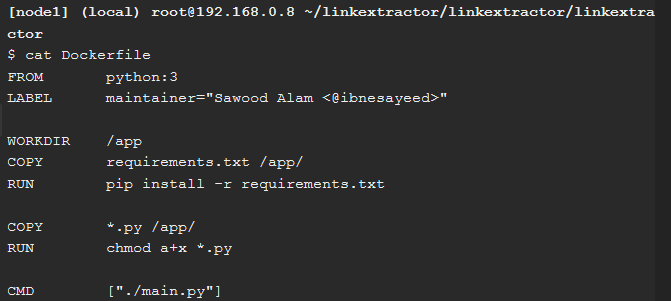 [node1] (local) root@192.168.0.8 ~/linkextractor/linkextractor/linkextra
ctor
$ cat Dockerfile
FROM python:3
LABEL maintainer="Sawood Alam <@ibnesayeed>"
WORKDIR /app
COPY requirements.txt /app/
RUN pip install -r requirements.txt
COPY *.py /app/
RUN chmod a+x *.py
CMD ["./main.py"]